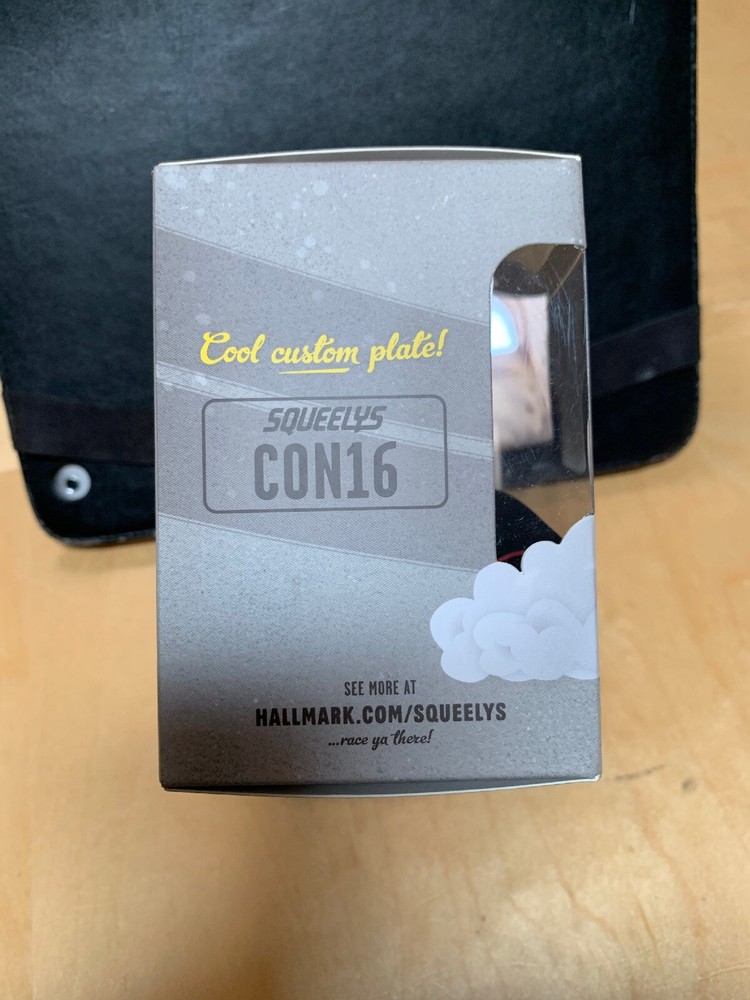 Cool custom plate!
SQUEELYS
CON16
SEE MORE AT
HALLMARK.COM/SQUEELYS
...race ya there!